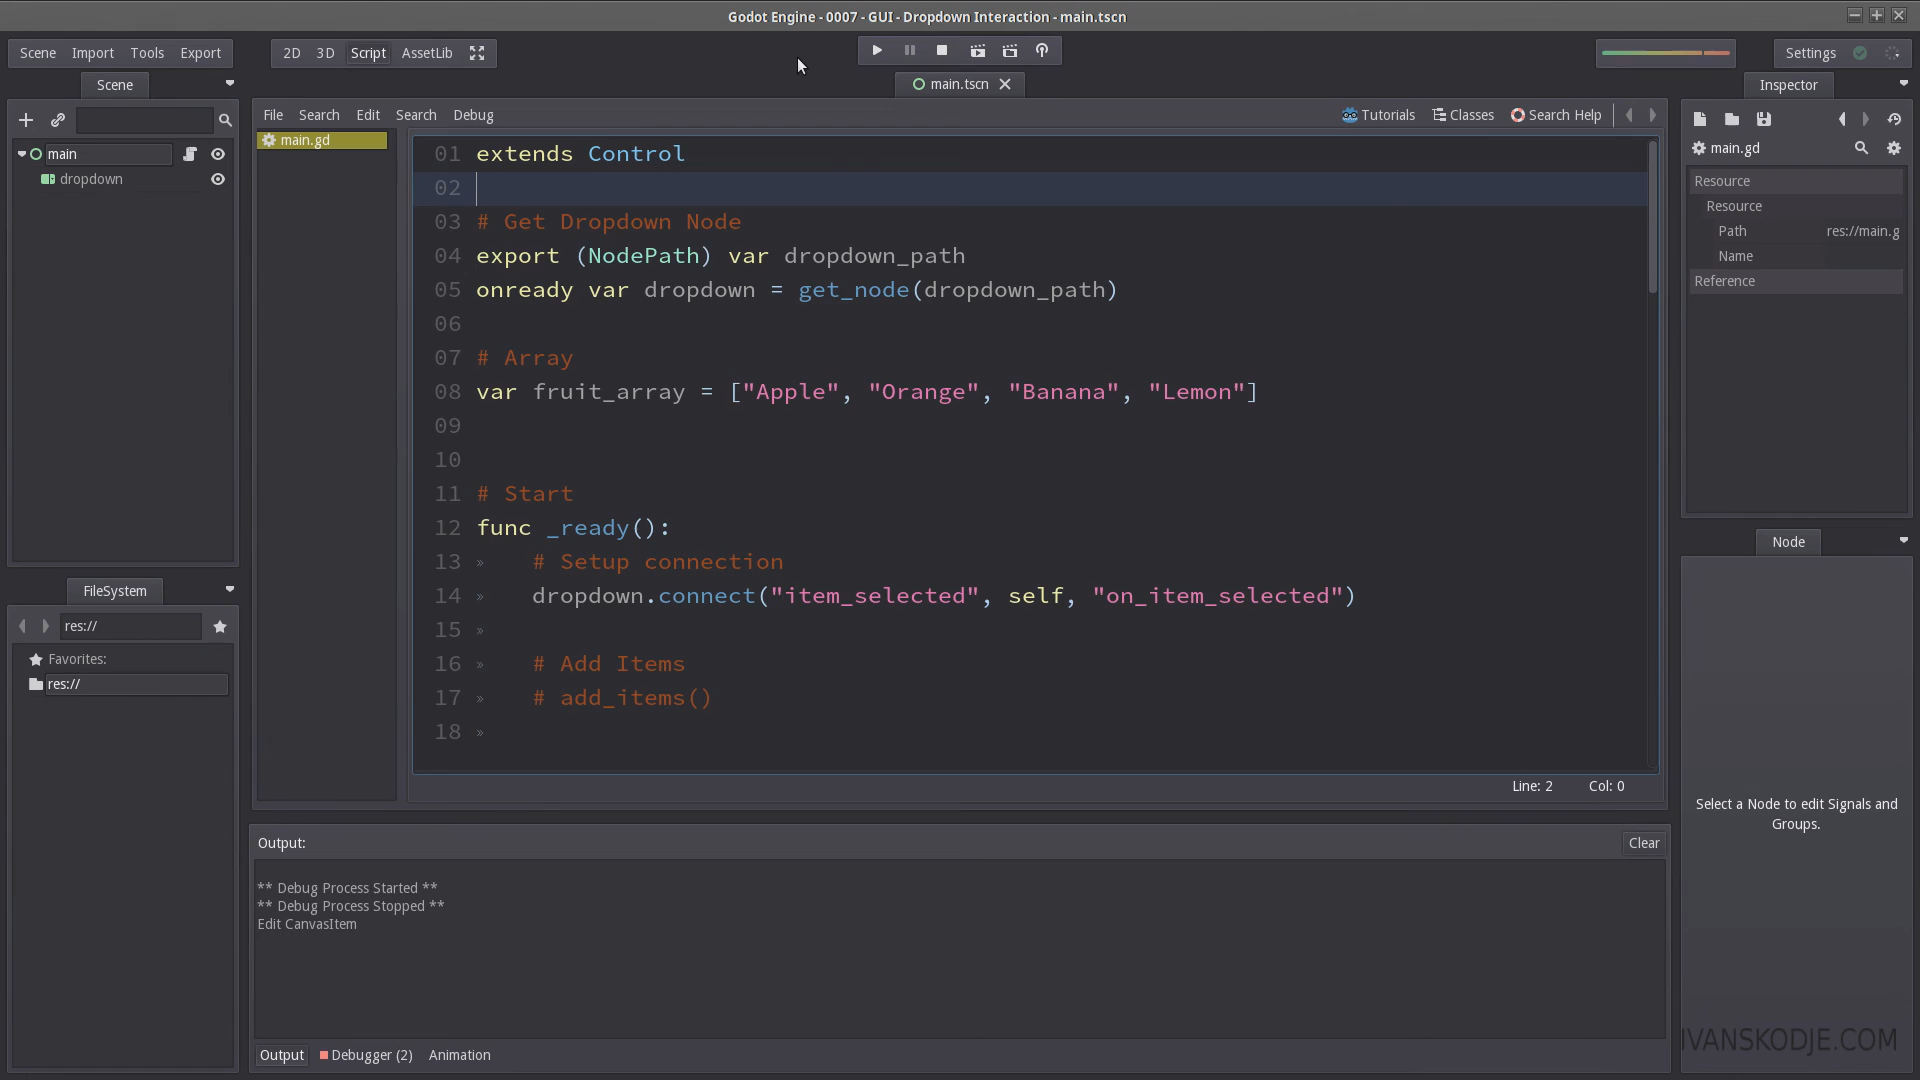 Godot Engine - 0007 - GUI - Dropdown Interaction - main.tscn
Scene Import Tools Export 2D 3D Script AssetLib Settings
Scene main.tscn Inspector
File Search Edit Search Debug Tutorials Classes Search Help
main.gd
main
dropdown
01 extends Control
02
03 # Get Dropdown Node
04 export (NodePath) var dropdown_path
05 onready var dropdown = get_node(dropdown_path)
06
07 # Array
08 var fruit_array = ["Apple", "Orange", "Banana", "Lemon"]
09
10
11 # Start
12 func _ready():
13 » # Setup connection
14 » dropdown.connect("item_selected", self, "on_item_selected")
15 »
16 » # Add Items
17 » # add_items()
18 »
Line: 2 Col: 0
main.gd
Resource
Resource
Path res://main.g
Name
Reference
FileSystem
res://
Favorites:
res://
Node
Select a Node to edit Signals and
Groups.
Output: Clear
** Debug Process Started **
** Debug Process Stopped **
Edit CanvasItem
Output Debugger (2) Animation
IVANSKODJE.COM